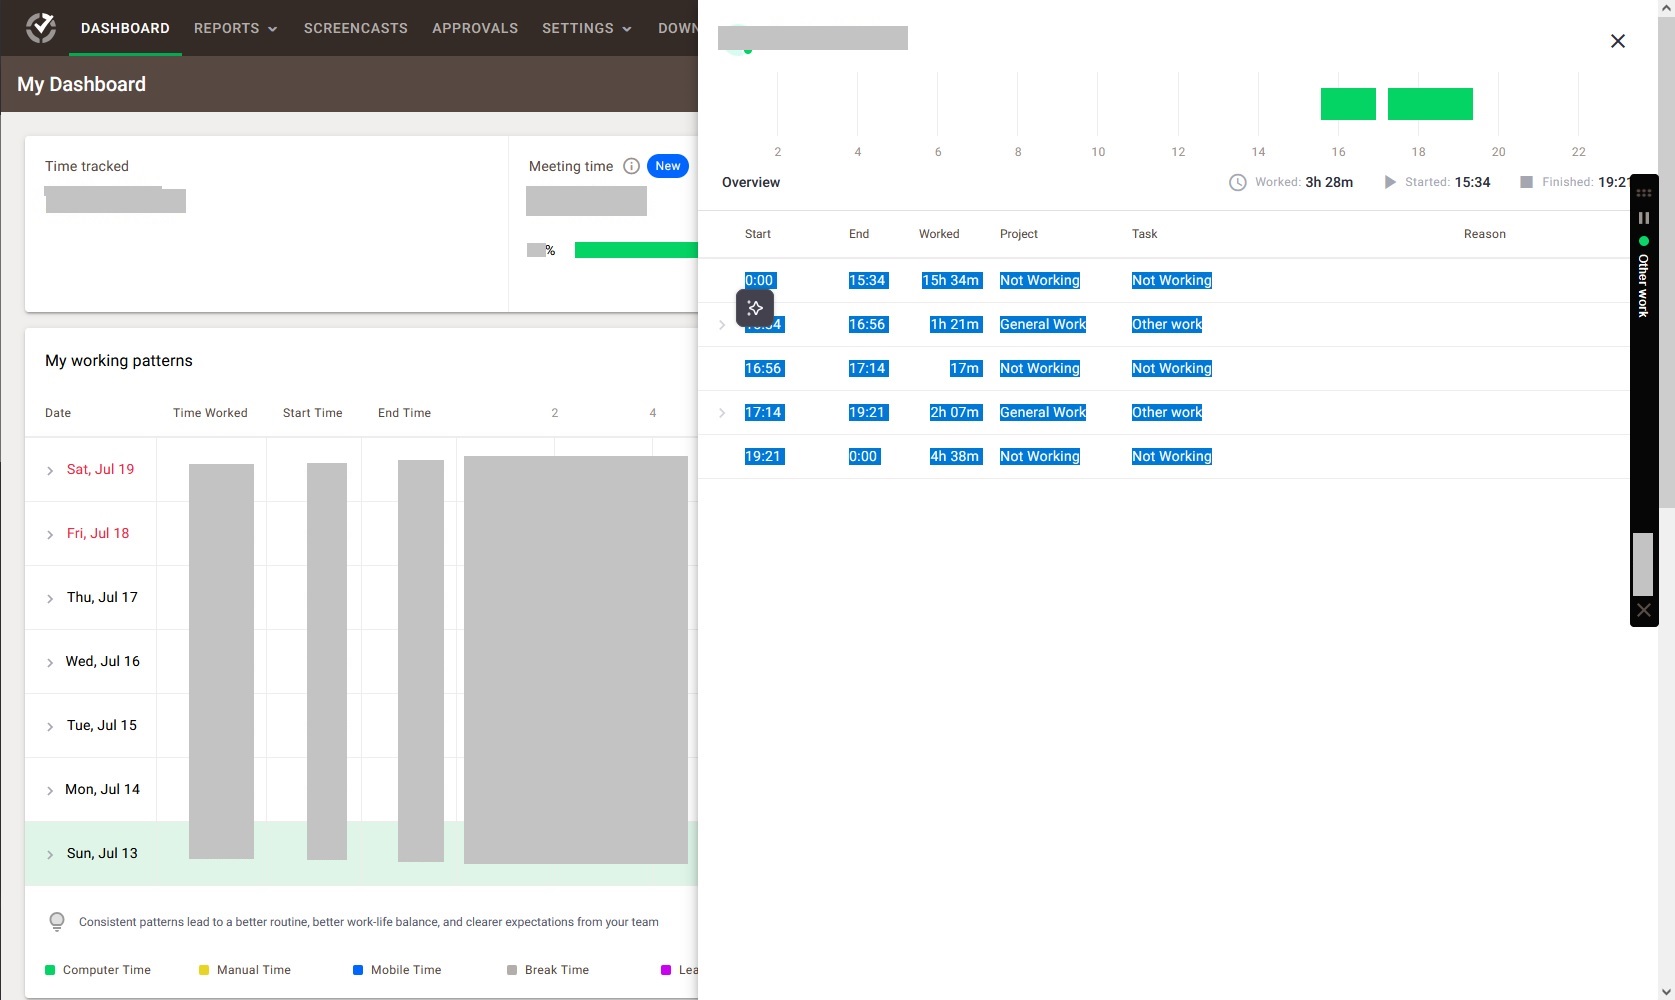 DASHBOARD REPORTS SCREENCASTS APPROVALS SETTINGS DOWN
My Dashboard
Time tracked
Meeting time New
%
My working patterns
Date Time Worked Start Time End Time 2 4
Sat, Jul 19
Fri, Jul 18
Thu, Jul 17
Wed, Jul 16
Tue, Jul 15
Mon, Jul 14
Sun, Jul 13
Consistent patterns lead to a better routine, better work-life balance, and clearer expectations from your team
Computer Time Manual Time Mobile Time Break Time Lea
2 4 6 8 10 12 14 16 18 20 22
Overview Worked: 3h 28m Started: 15:34 Finished: 19:21
Start End Worked Project Task Reason
0:00 15:34 15h 34m Not Working Not Working
16:56 1h 21m General Work Other work
16:56 17:14 17m Not Working Not Working
17:14 19:21 2h 07m General Work Other work
19:21 0:00 4h 38m Not Working Not Working
Other work